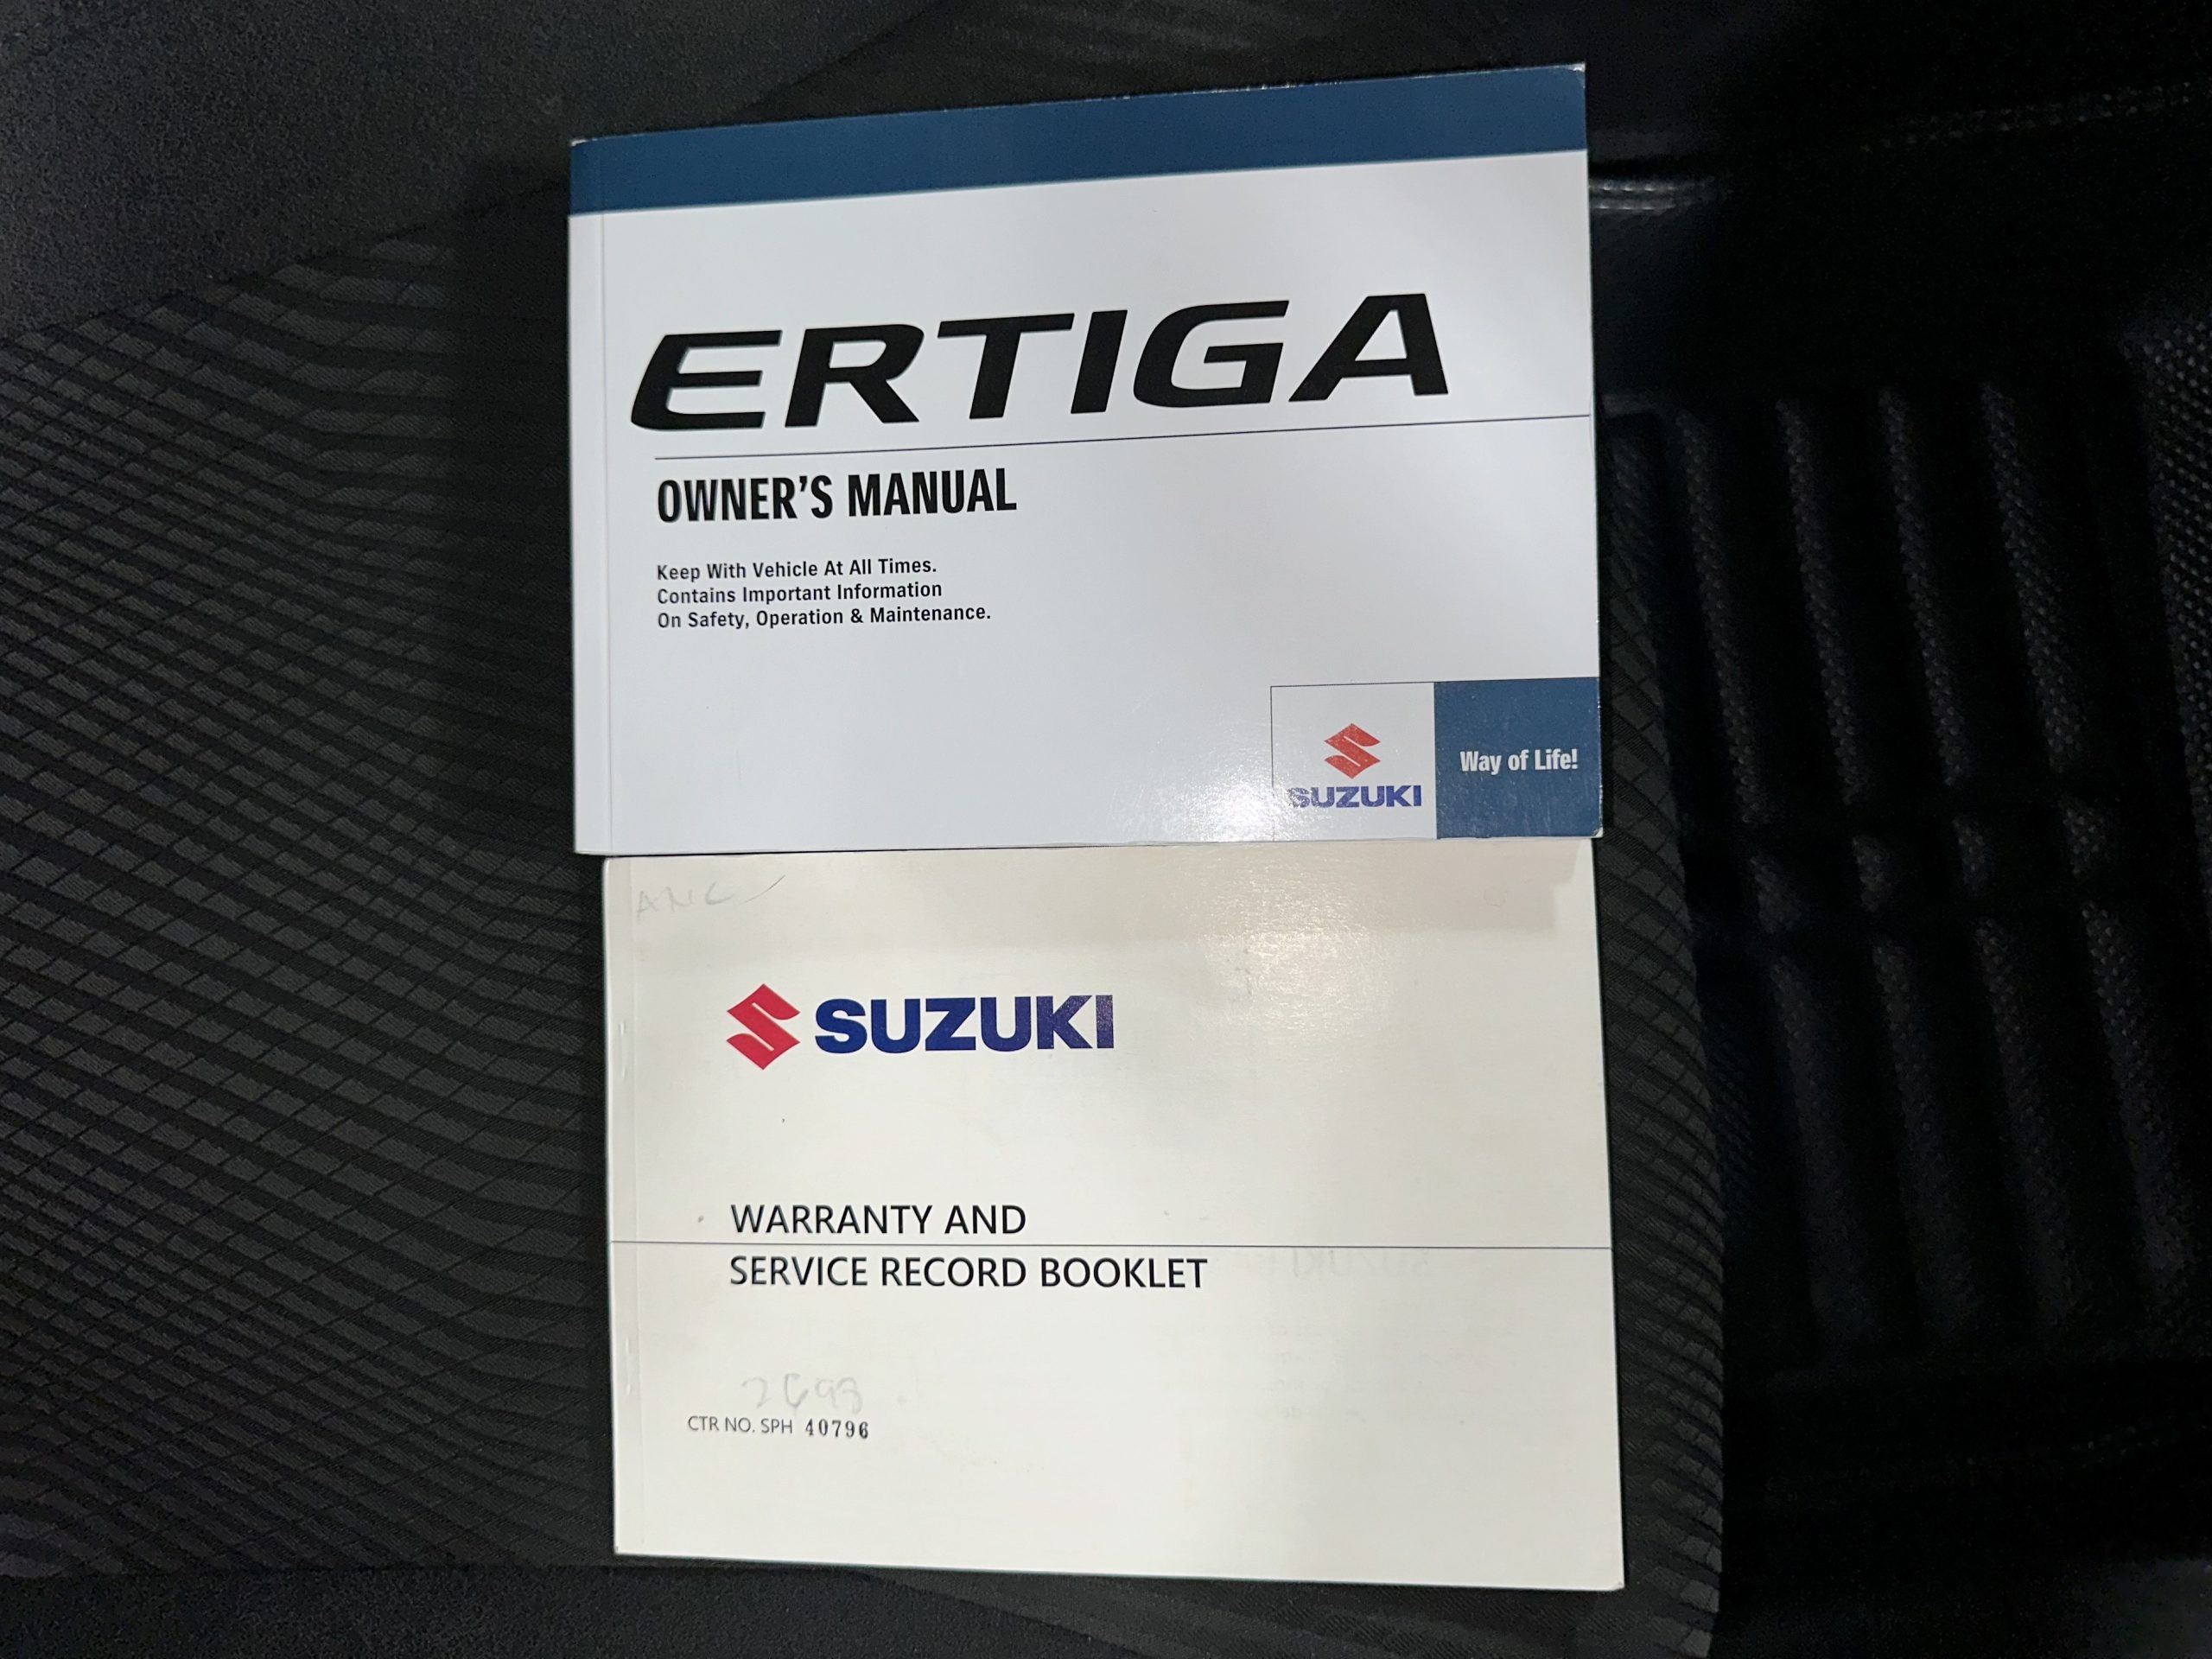 ERTIGA
OWNER'S MANUAL
Keep With Vehicle At All Times.
Contains Important Information
On Safety, Operation & Maintenance.
SUZUKI
Way of Life!
SUZUKI
WARRANTY AND
SERVICE RECORD BOOKLET
CTR NO. SPH 40796